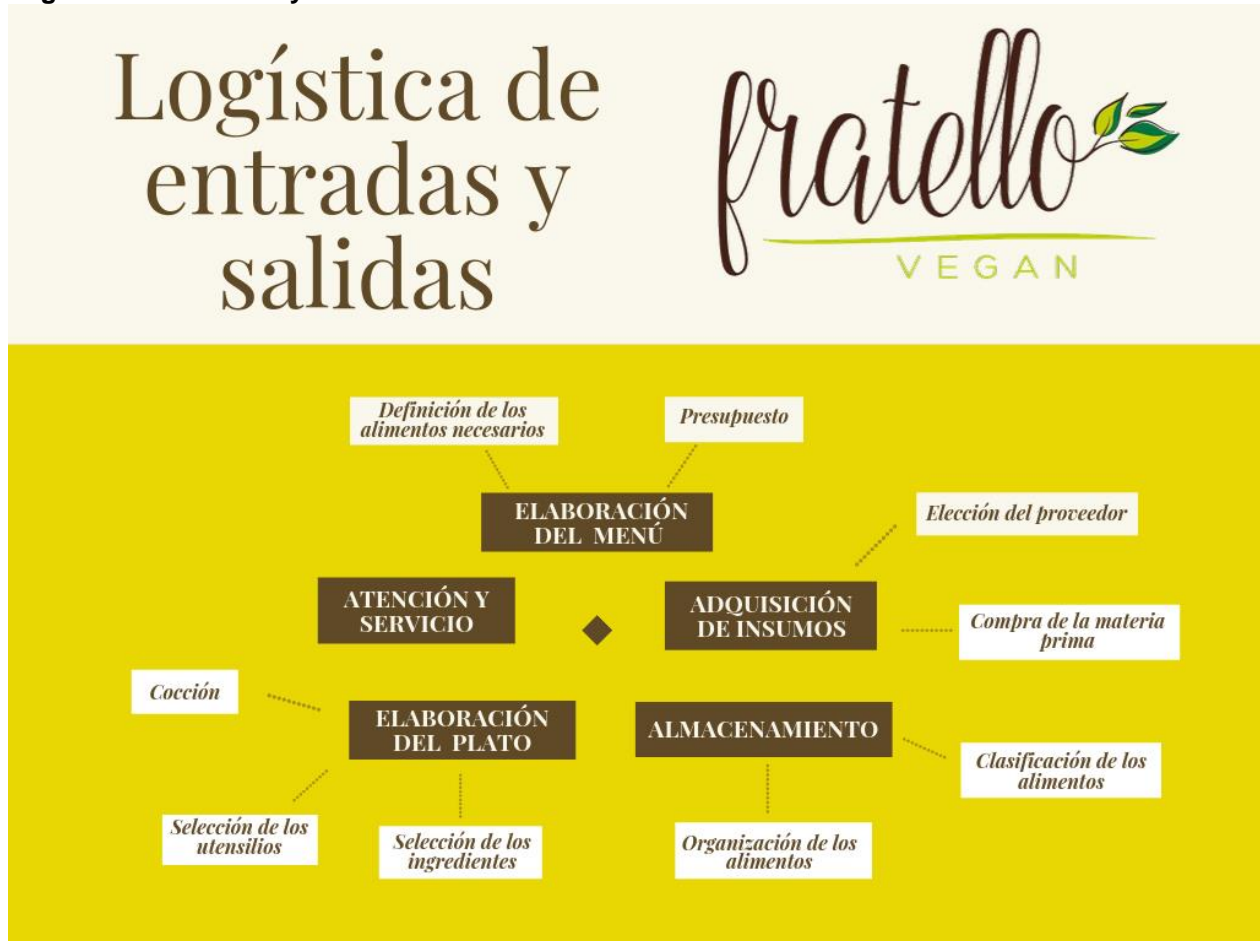 Logística de
entradas y
salidas
fratello
VEGAN
Definición de los
alimentos necesarios
Presupuesto
ELABORACIÓN
DEL MENÚ
Elección del proveedor
ATENCIÓN Y
SERVICIO
ADQUISICIÓN
DE INSUMOS
Compra de la materia
prima
Cocción
ELABORACIÓN
DEL PLATO
ALMACENAMIENTO
Clasificación de los
alimentos
Selección de los
utensilios
Selección de los
ingredientes
Organización de los
alimentos